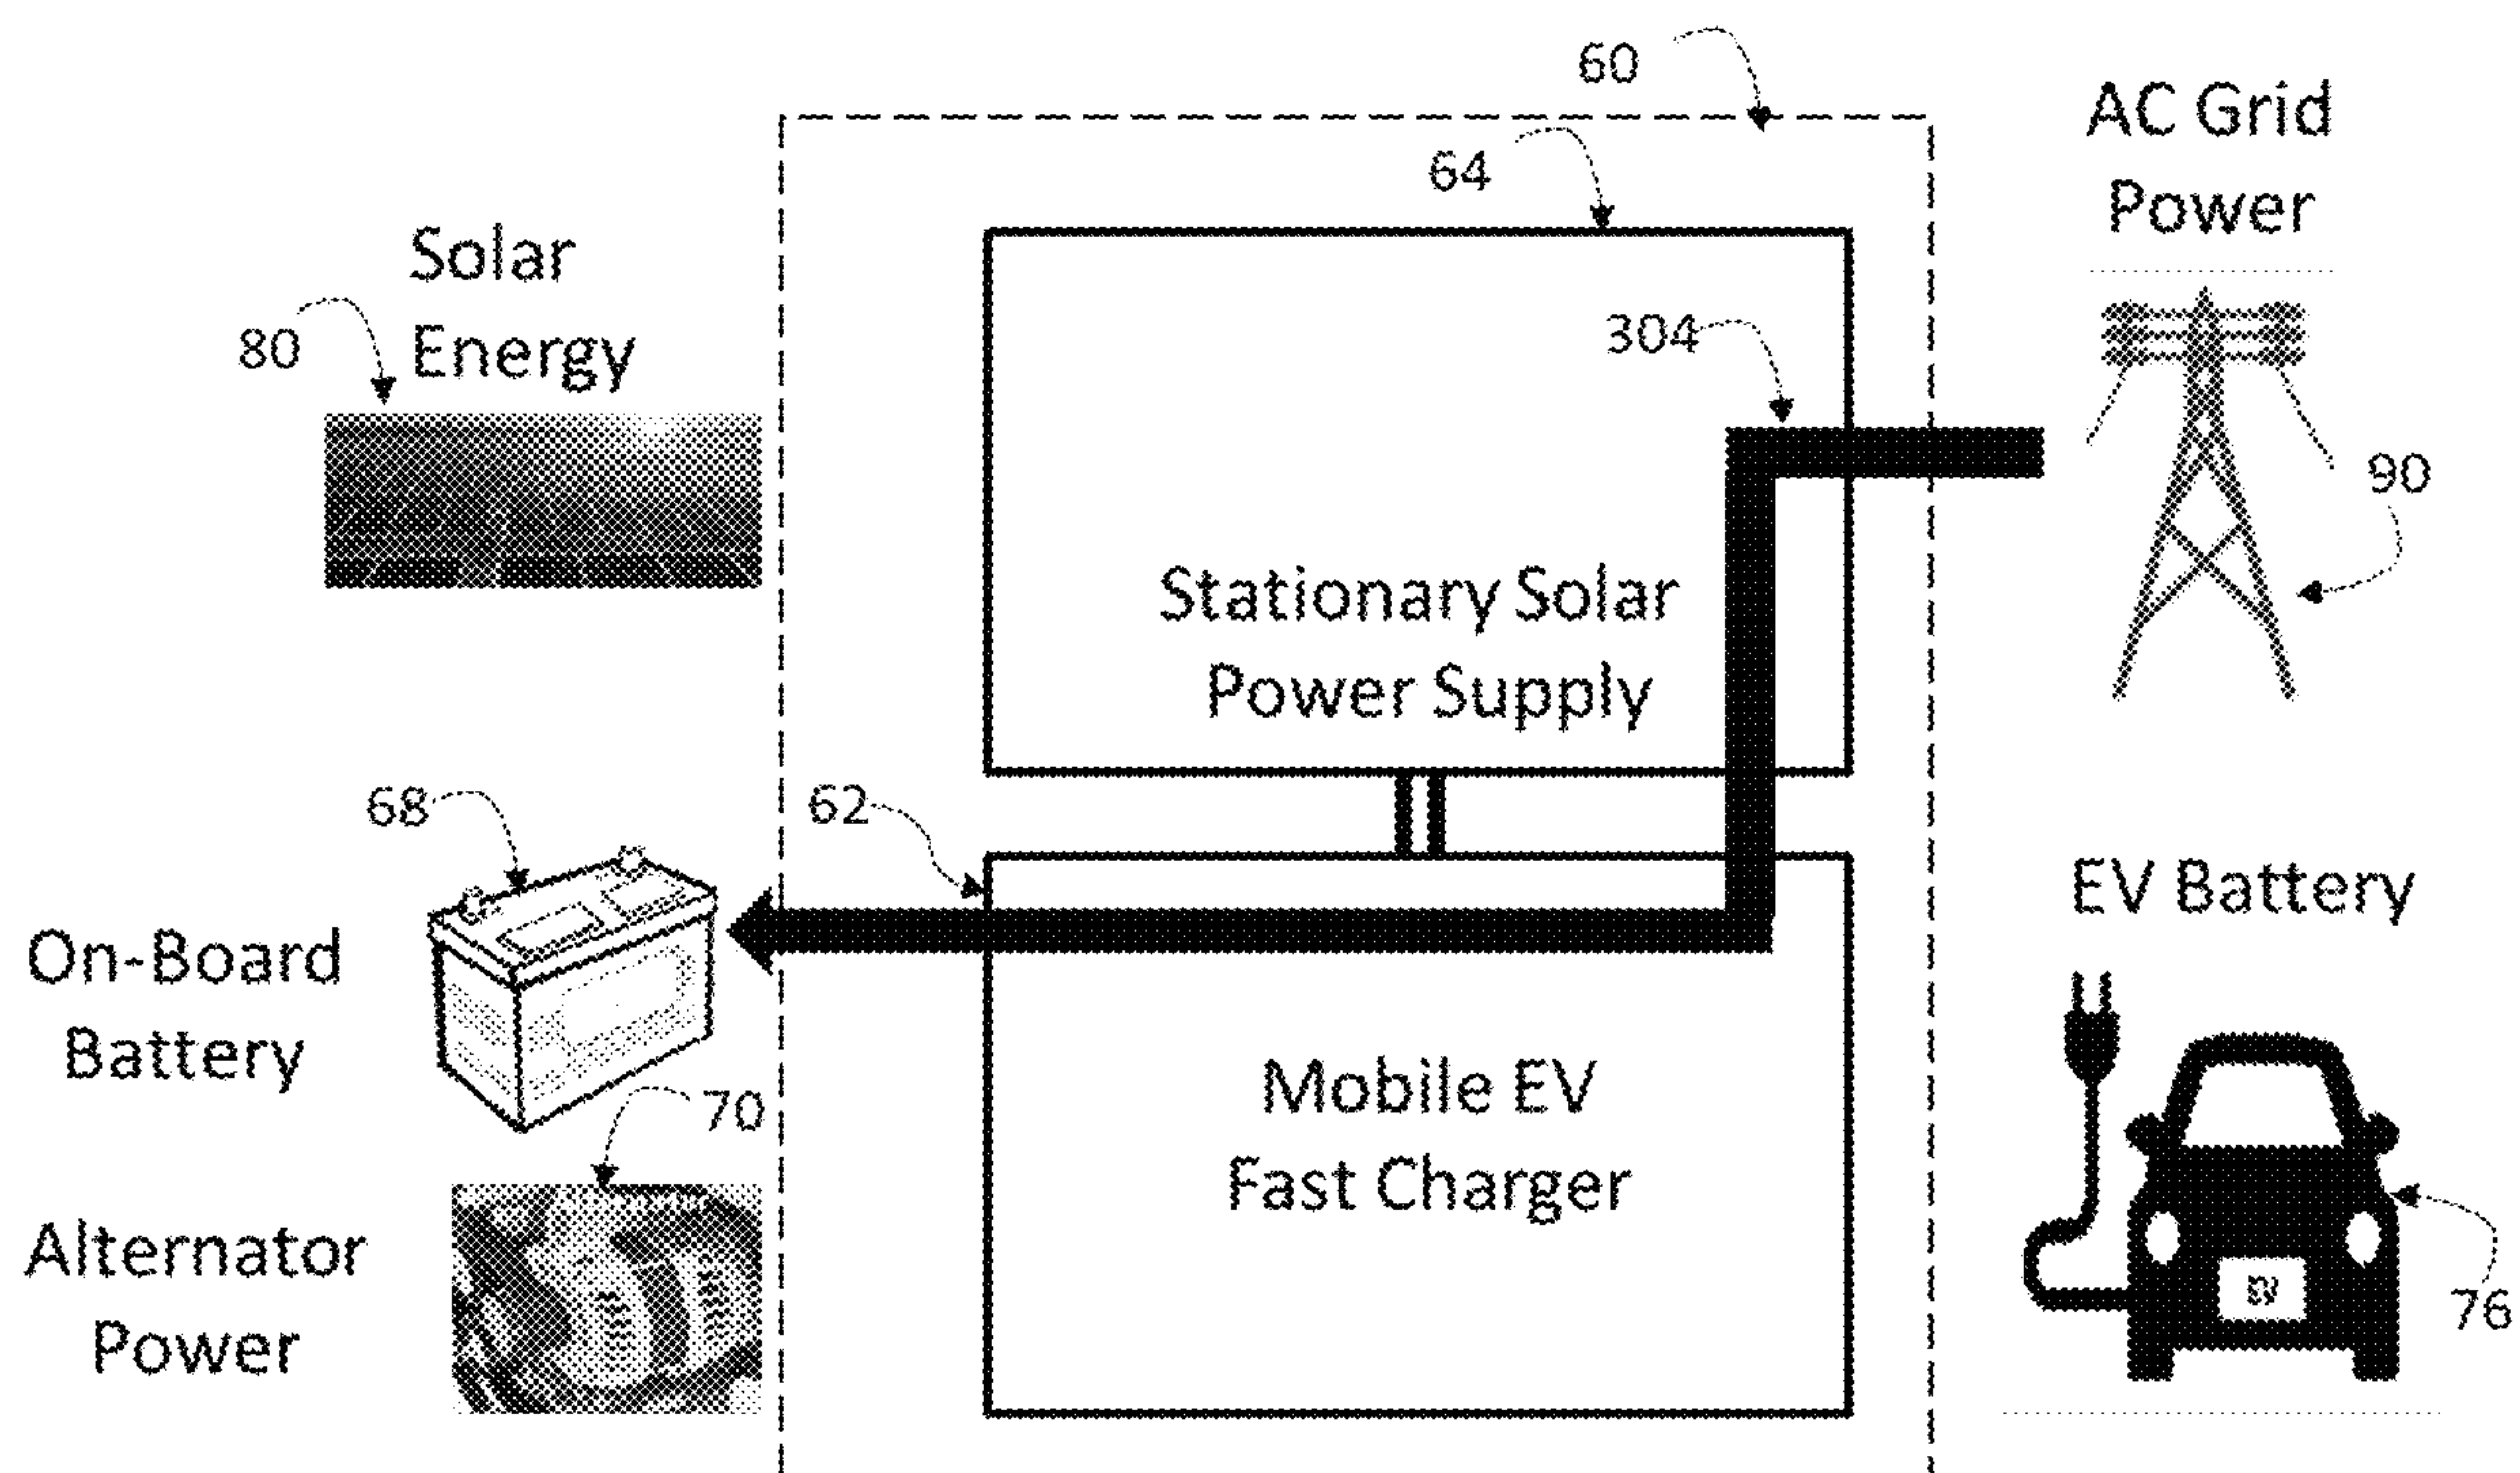 60
AC Grid
Power
64
Solar
Energy
80
304
90
Stationary Solar
Power Supply
68
62
EV Battery
On-Board
Battery
Mobile EV
Fast Charger
70
Alternator
Power
EV
76